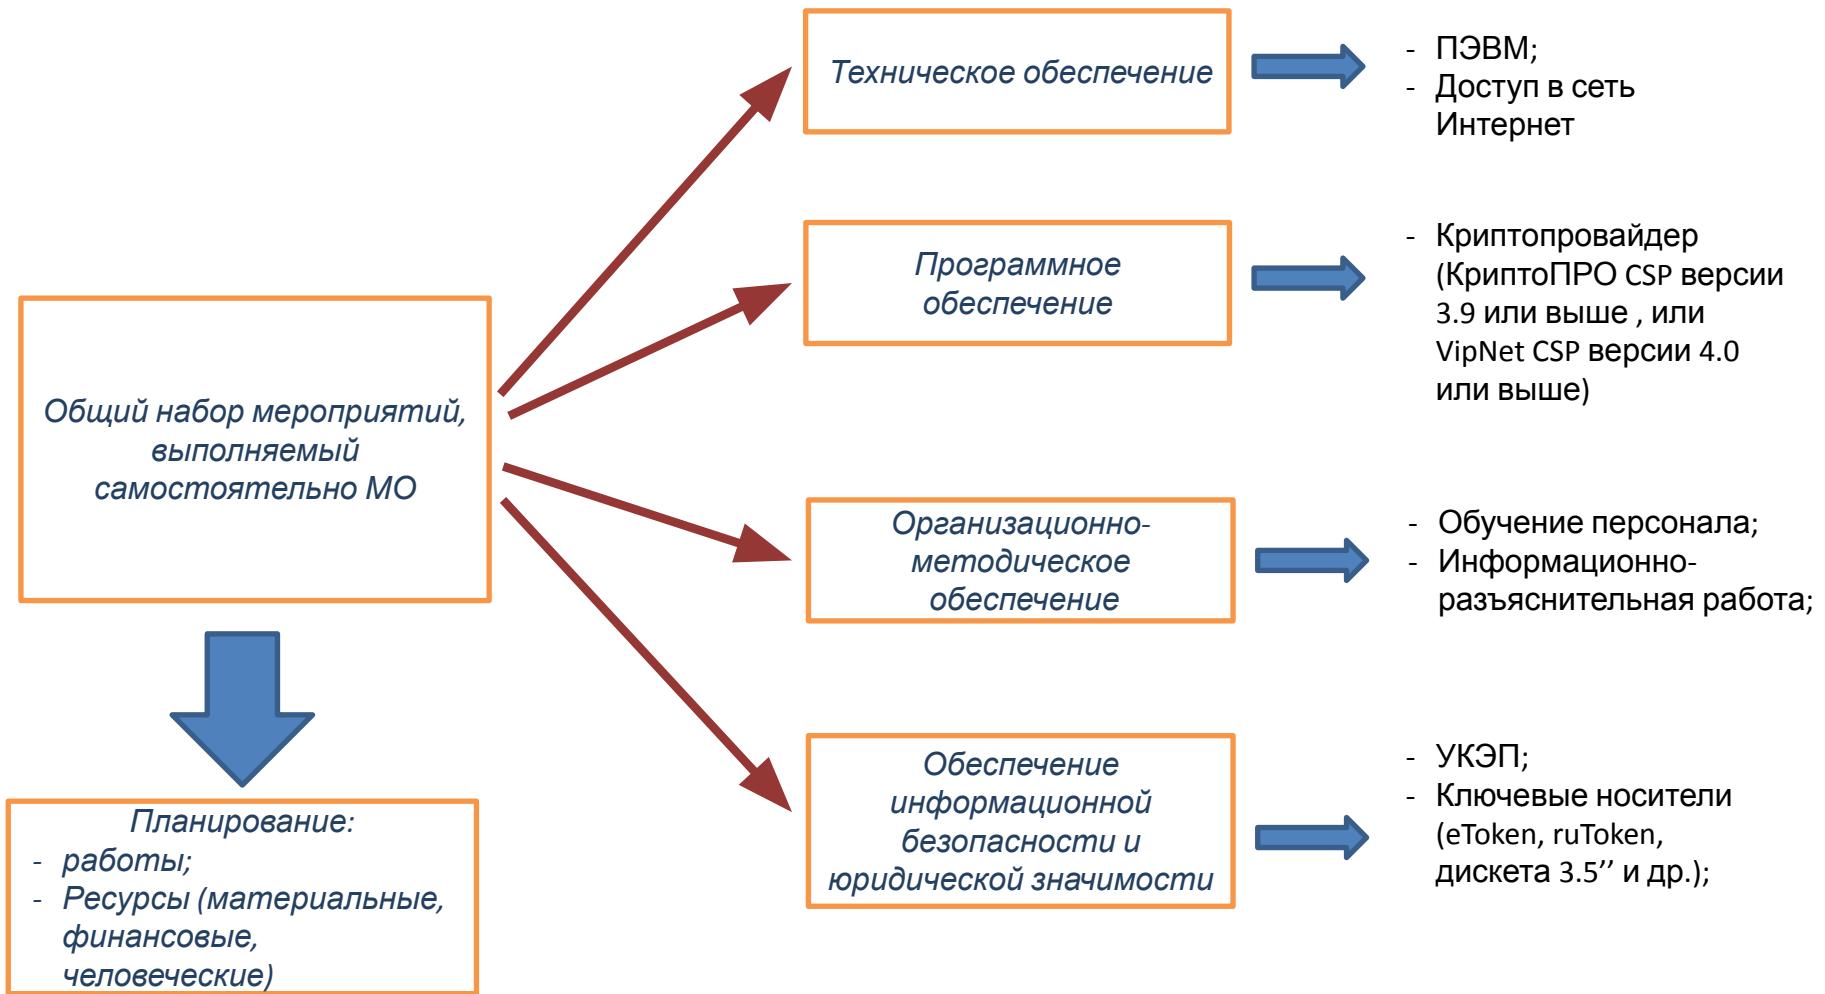 Общий набор мероприятий,
выполняемый
самостоятельно МО
Планирование:
- работы;
- Ресурсы (материальные,
финансовые,
человеческие)
Техническое обеспечение
- ПЭВМ;
- Доступ в сеть
Интернет
Программное
обеспечение
- Криптопровайдер
(КриптоПРО CSP версии
3.9 или выше , или
VipNet CSP версии 4.0
или выше)
Организационно-
методическое
обеспечение
- Обучение персонала;
- Информационно-
разъяснительная работа;
Обеспечение
информационной
безопасности и
юридической значимости
- УКЭП;
- Ключевые носители
(eToken, ruToken,
дискета 3.5’’ и др.);